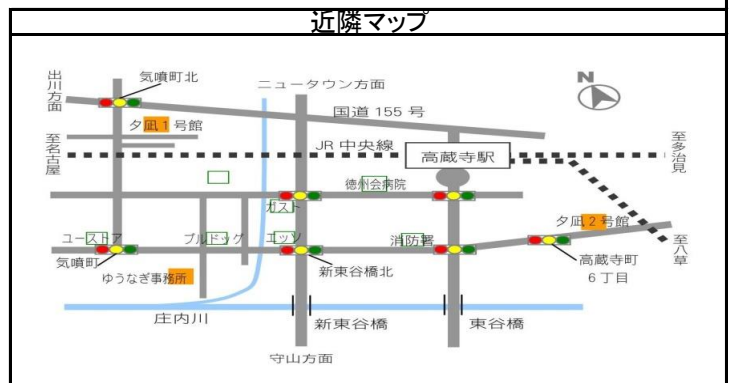 近隣マップ
出川方面
気噴町北
ニュータウン方面
N
国道 155 号
夕凪 1 号館
至名古屋
JR 中央線
高蔵寺駅
至多治見
徳州会病院
ガスト
夕凪 2 号館
ユーストア
ブルドッグ
エッソ
消防署
至八草
気噴町
新東谷橋北
高蔵寺町
6 丁目
ゆうなぎ事務所
庄内川
新東谷橋
東谷橋
守山方面